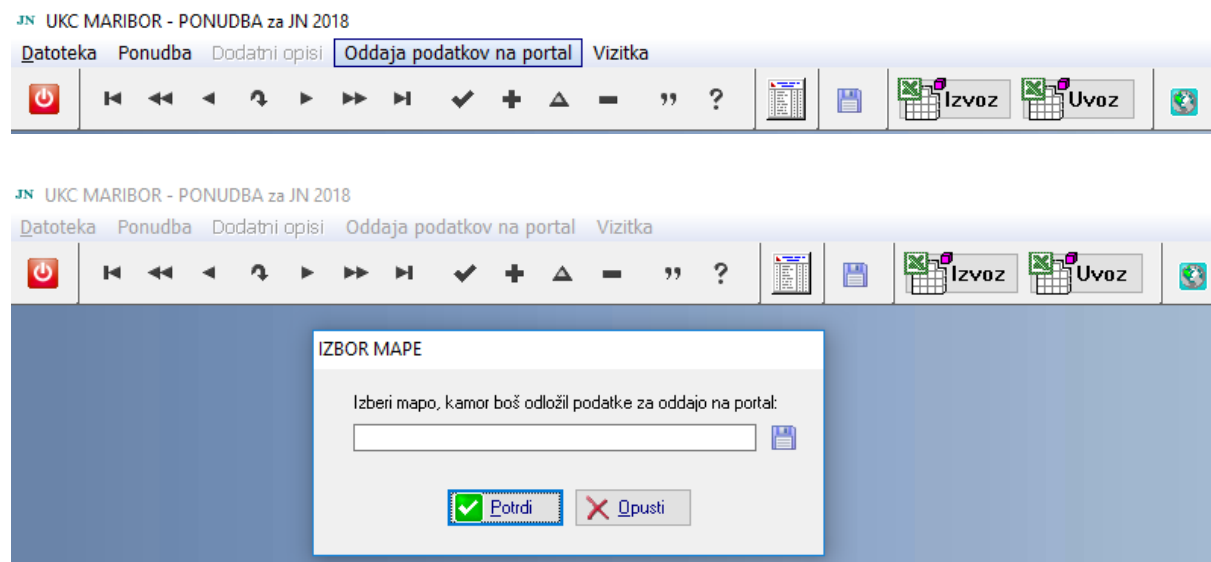 JN UKC MARIBOR - PONUDBA za JN 2018
Datoteka Ponudba Dodatni opisi Oddaja podatkov na portal Vizitka
? Izvoz Uvoz
JN UKC MARIBOR - PONUDBA za JN 2018
Datoteka Ponudba Dodatni opisi Oddaja podatkov na portal Vizitka
? Izvoz Uvoz
IZBOR MAPE
Izberi mapo, kamor boš odložil podatke za oddajo na portal:
Potrdi Opusti